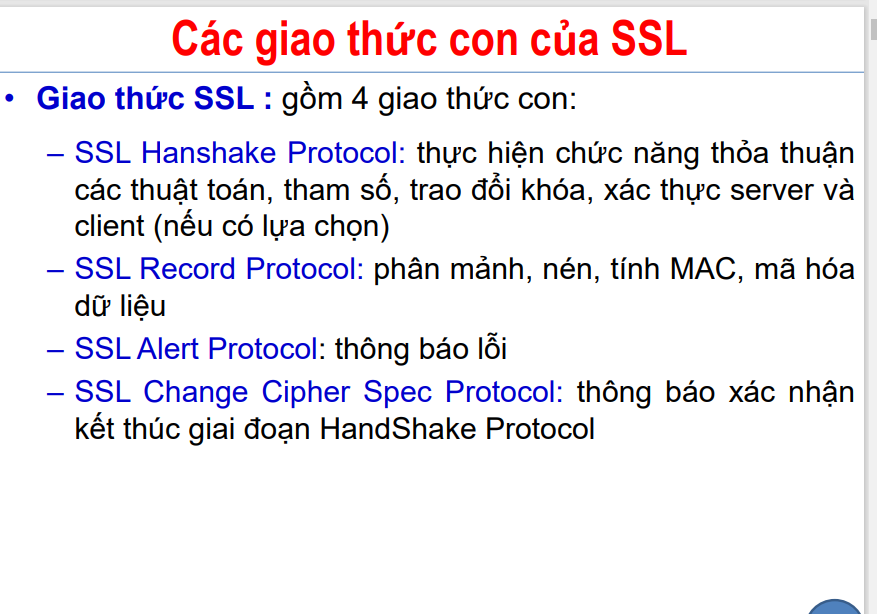 Các giao thức con của SSL
• Giao thức SSL : gồm 4 giao thức con:
– SSL Hanshake Protocol: thực hiện chức năng thỏa thuận
các thuật toán, tham số, trao đổi khóa, xác thực server và
client (nếu có lựa chọn)
– SSL Record Protocol: phân mảnh, nén, tính MAC, mã hóa
dữ liệu
– SSL Alert Protocol: thông báo lỗi
– SSL Change Cipher Spec Protocol: thông báo xác nhận
kết thúc giai đoạn HandShake Protocol